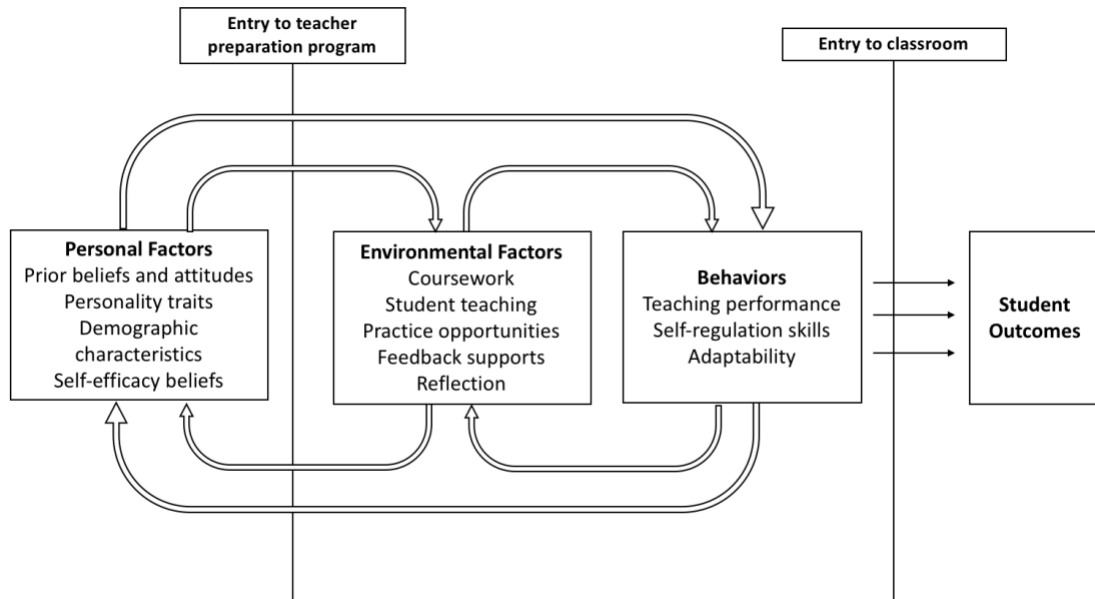 Entry to teacher
preparation program
Entry to classroom
Personal Factors
Prior beliefs and attitudes
Personality traits
Demographic
characteristics
Self-efficacy beliefs
Environmental Factors
Coursework
Student teaching
Practice opportunities
Feedback supports
Reflection
Behaviors
Teaching performance
Self-regulation skills
Adaptability
Student
Outcomes